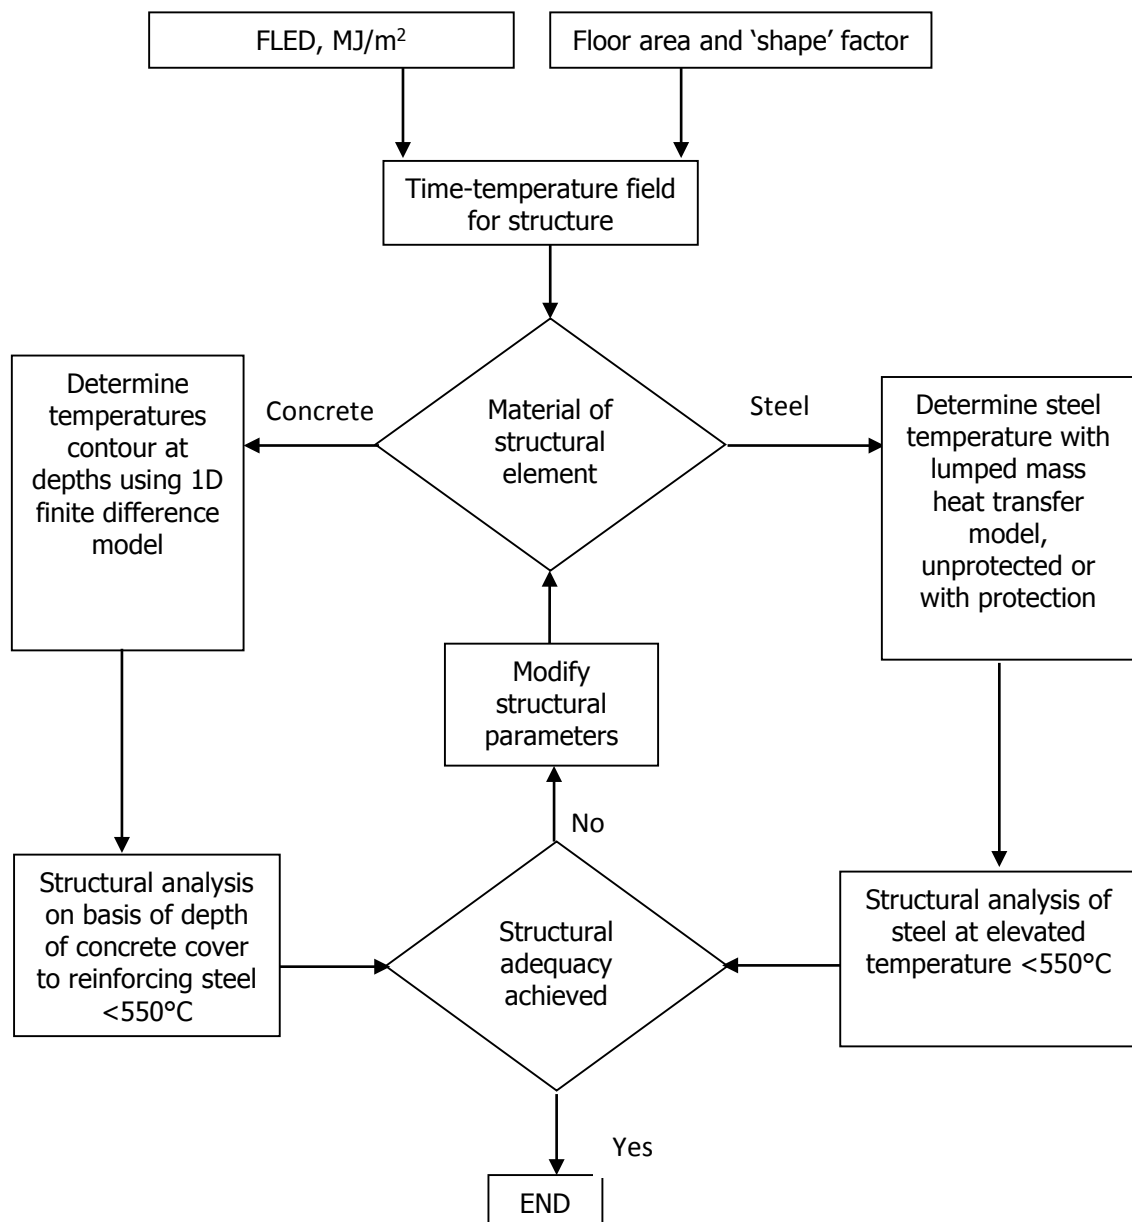 FLED, MJ/m²
Floor area and ‘shape’ factor
Time-temperature field
for structure
Determine
temperatures
contour at
depths using 1D
finite difference
model
Concrete
Material of
structural
element
Steel
Determine steel
temperature with
lumped mass
heat transfer
model,
unprotected or
with protection
Modify
structural
parameters
No
Structural analysis
on basis of depth
of concrete cover
to reinforcing steel
<550°C
Structural
adequacy
achieved
Structural analysis of
steel at elevated
temperature <550°C
Yes
END